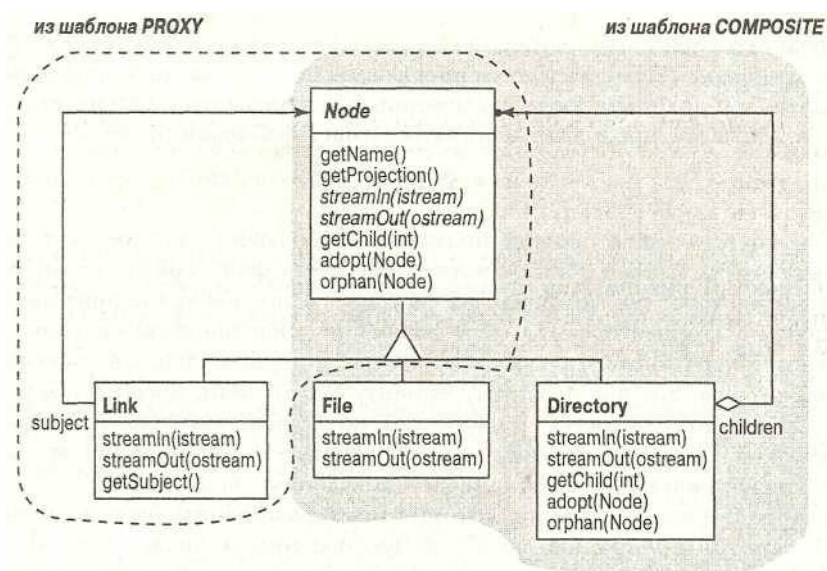 из шаблона PROXY
из шаблона COMPOSITE
Node
getName()
getProjection()
streamIn(istream)
streamOut(ostream)
getChild(int)
adopt(Node)
orphan(Node)
Link
streamIn(istream)
streamOut(ostream)
getSubject()
subject
File
streamIn(istream)
streamOut(ostream)
Directory
streamIn(istream)
streamOut(ostream)
getChild(int)
adopt(Node)
orphan(Node)
children